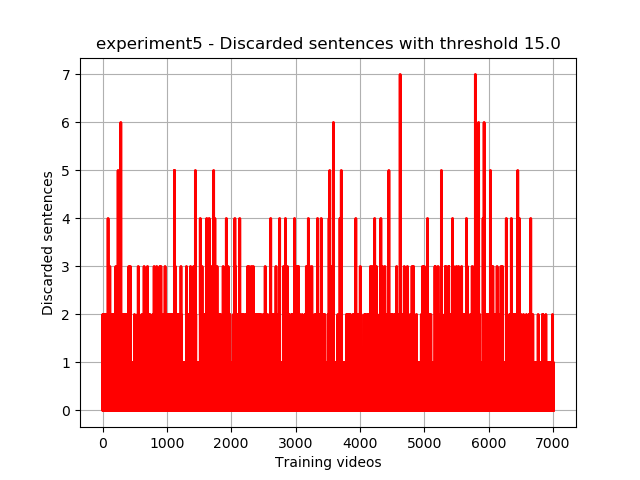 experiment5 - Discarded sentences with threshold 15.0
7
6
5
4
3
2
1
0
Discarded sentences
0 1000 2000 3000 4000 5000 6000 7000
Training videos